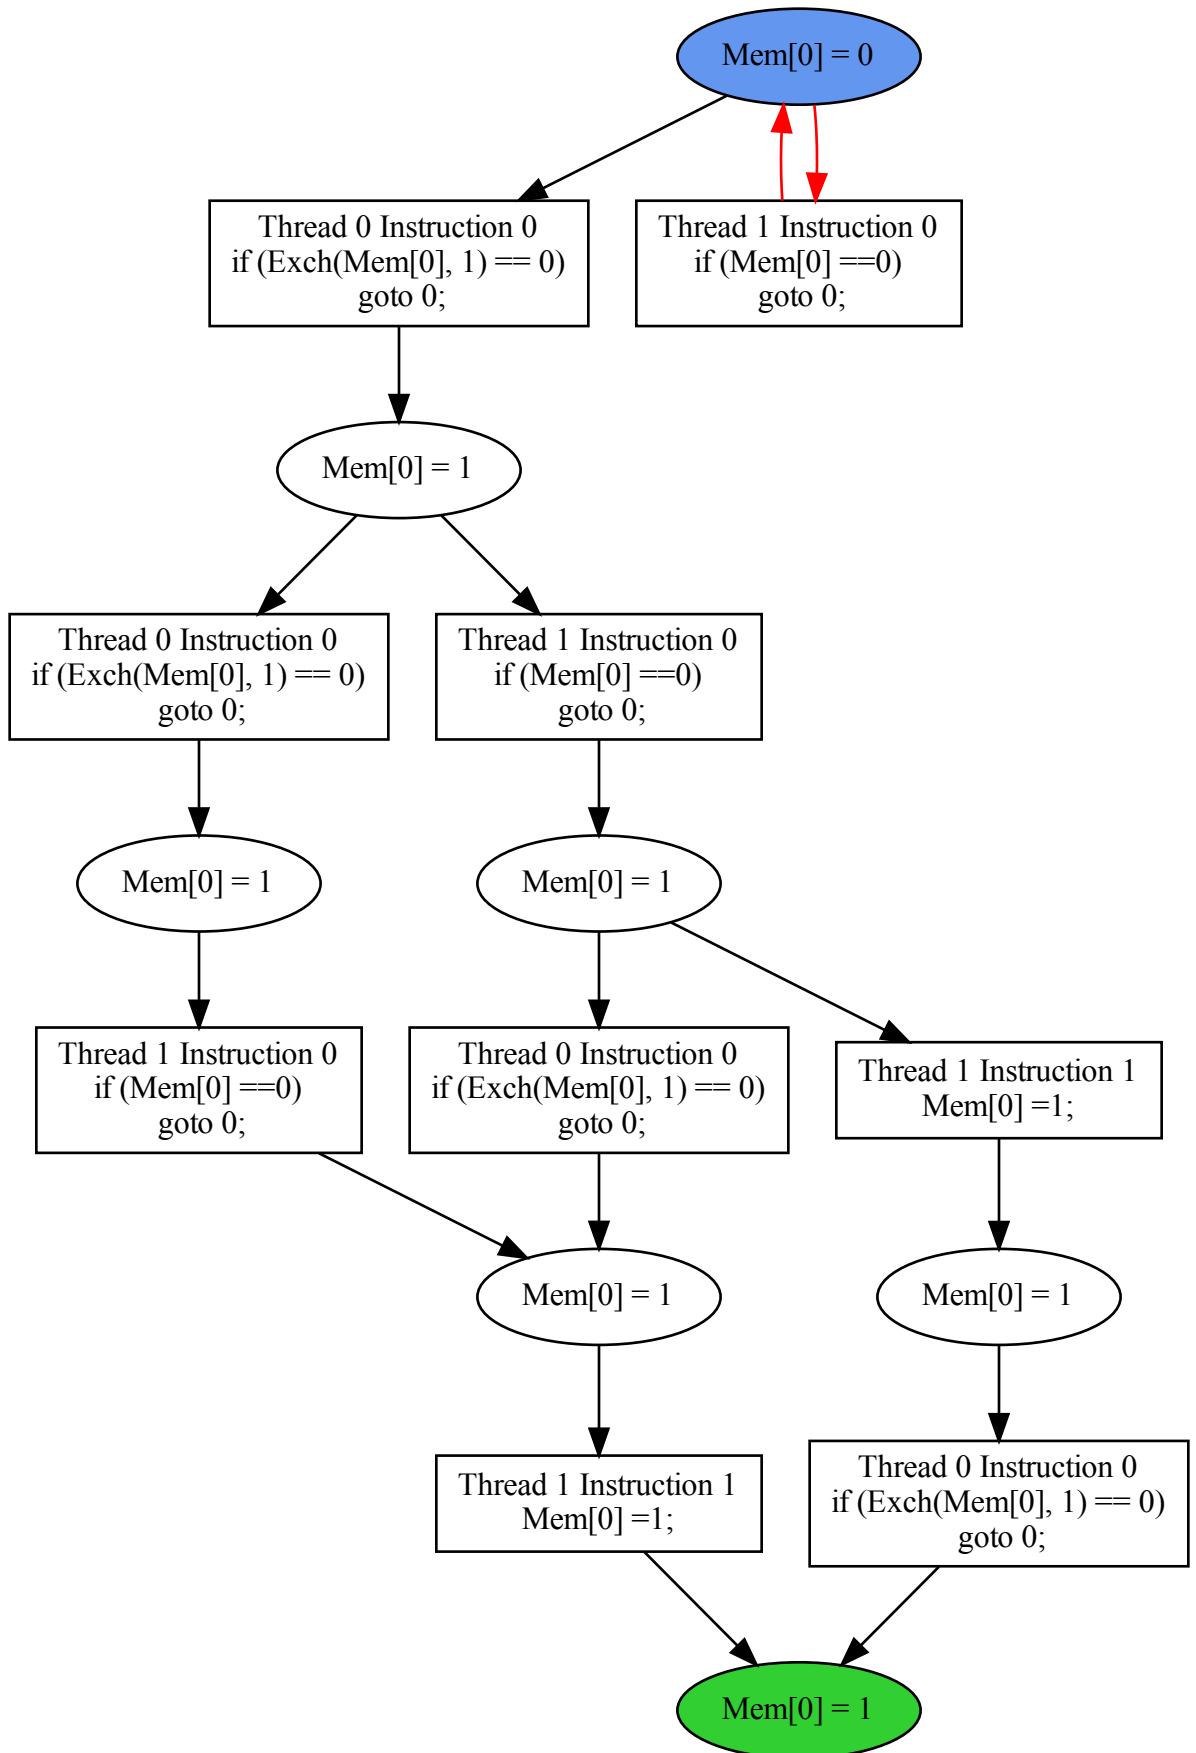 Mem[0] = 0
Thread 0 Instruction 0
if (Exch(Mem[0], 1) == 0)
goto 0;
Thread 1 Instruction 0
if (Mem[0] ==0)
goto 0;
Mem[0] = 1
Thread 0 Instruction 0
if (Exch(Mem[0], 1) == 0)
goto 0;
Thread 1 Instruction 0
if (Mem[0] ==0)
goto 0;
Mem[0] = 1
Mem[0] = 1
Thread 1 Instruction 0
if (Mem[0] ==0)
goto 0;
Thread 0 Instruction 0
if (Exch(Mem[0], 1) == 0)
goto 0;
Thread 1 Instruction 1
Mem[0] =1;
Mem[0] = 1
Mem[0] = 1
Thread 1 Instruction 1
Mem[0] =1;
Thread 0 Instruction 0
if (Exch(Mem[0], 1) == 0)
goto 0;
Mem[0] = 1